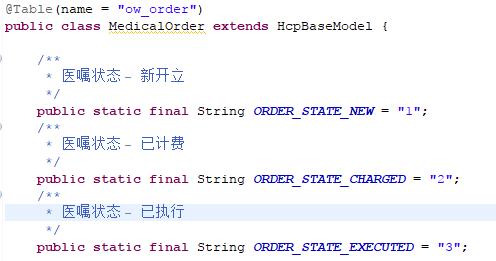 @Table(name = "ow_order")
public class MedicalOrder extends HcpBaseModel {
/**
* 医嘱状态 – 新开立
*/
public static final String ORDER_STATE_NEW = "1";
/**
* 医嘱状态 – 已计费
*/
public static final String ORDER_STATE_CHARGED = "2";
/**
* 医嘱状态 – 已执行
*/
public static final String ORDER_STATE_EXECUTED = "3";